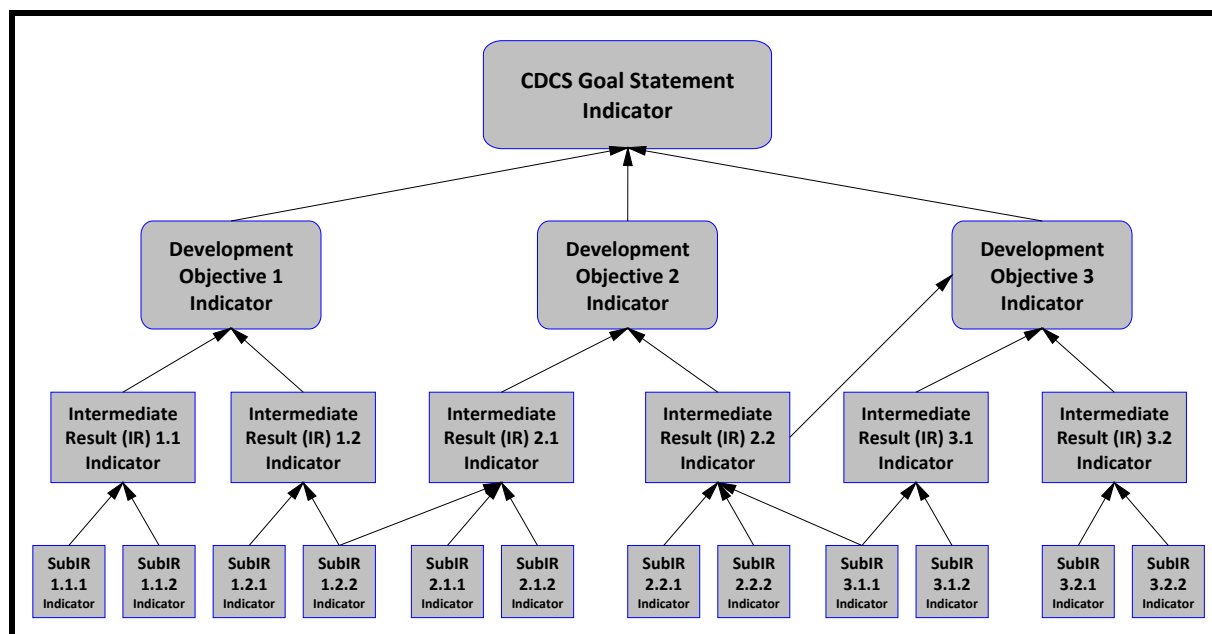 CDCS Goal Statement
Indicator
Development
Objective 1
Indicator
Development
Objective 2
Indicator
Development
Objective 3
Indicator
Intermediate
Result (IR) 1.1
Indicator
Intermediate
Result (IR) 1.2
Indicator
Intermediate
Result (IR) 2.1
Indicator
Intermediate
Result (IR) 2.2
Indicator
Intermediate
Result (IR) 3.1
Indicator
Intermediate
Result (IR) 3.2
Indicator
SubIR
1.1.1
Indicator
SubIR
1.1.2
Indicator
SubIR
1.2.1
Indicator
SubIR
1.2.2
Indicator
SubIR
2.1.1
Indicator
SubIR
2.1.2
Indicator
SubIR
2.2.1
Indicator
SubIR
2.2.2
Indicator
SubIR
3.1.1
Indicator
SubIR
3.1.2
Indicator
SubIR
3.2.1
Indicator
SubIR
3.2.2
Indicator